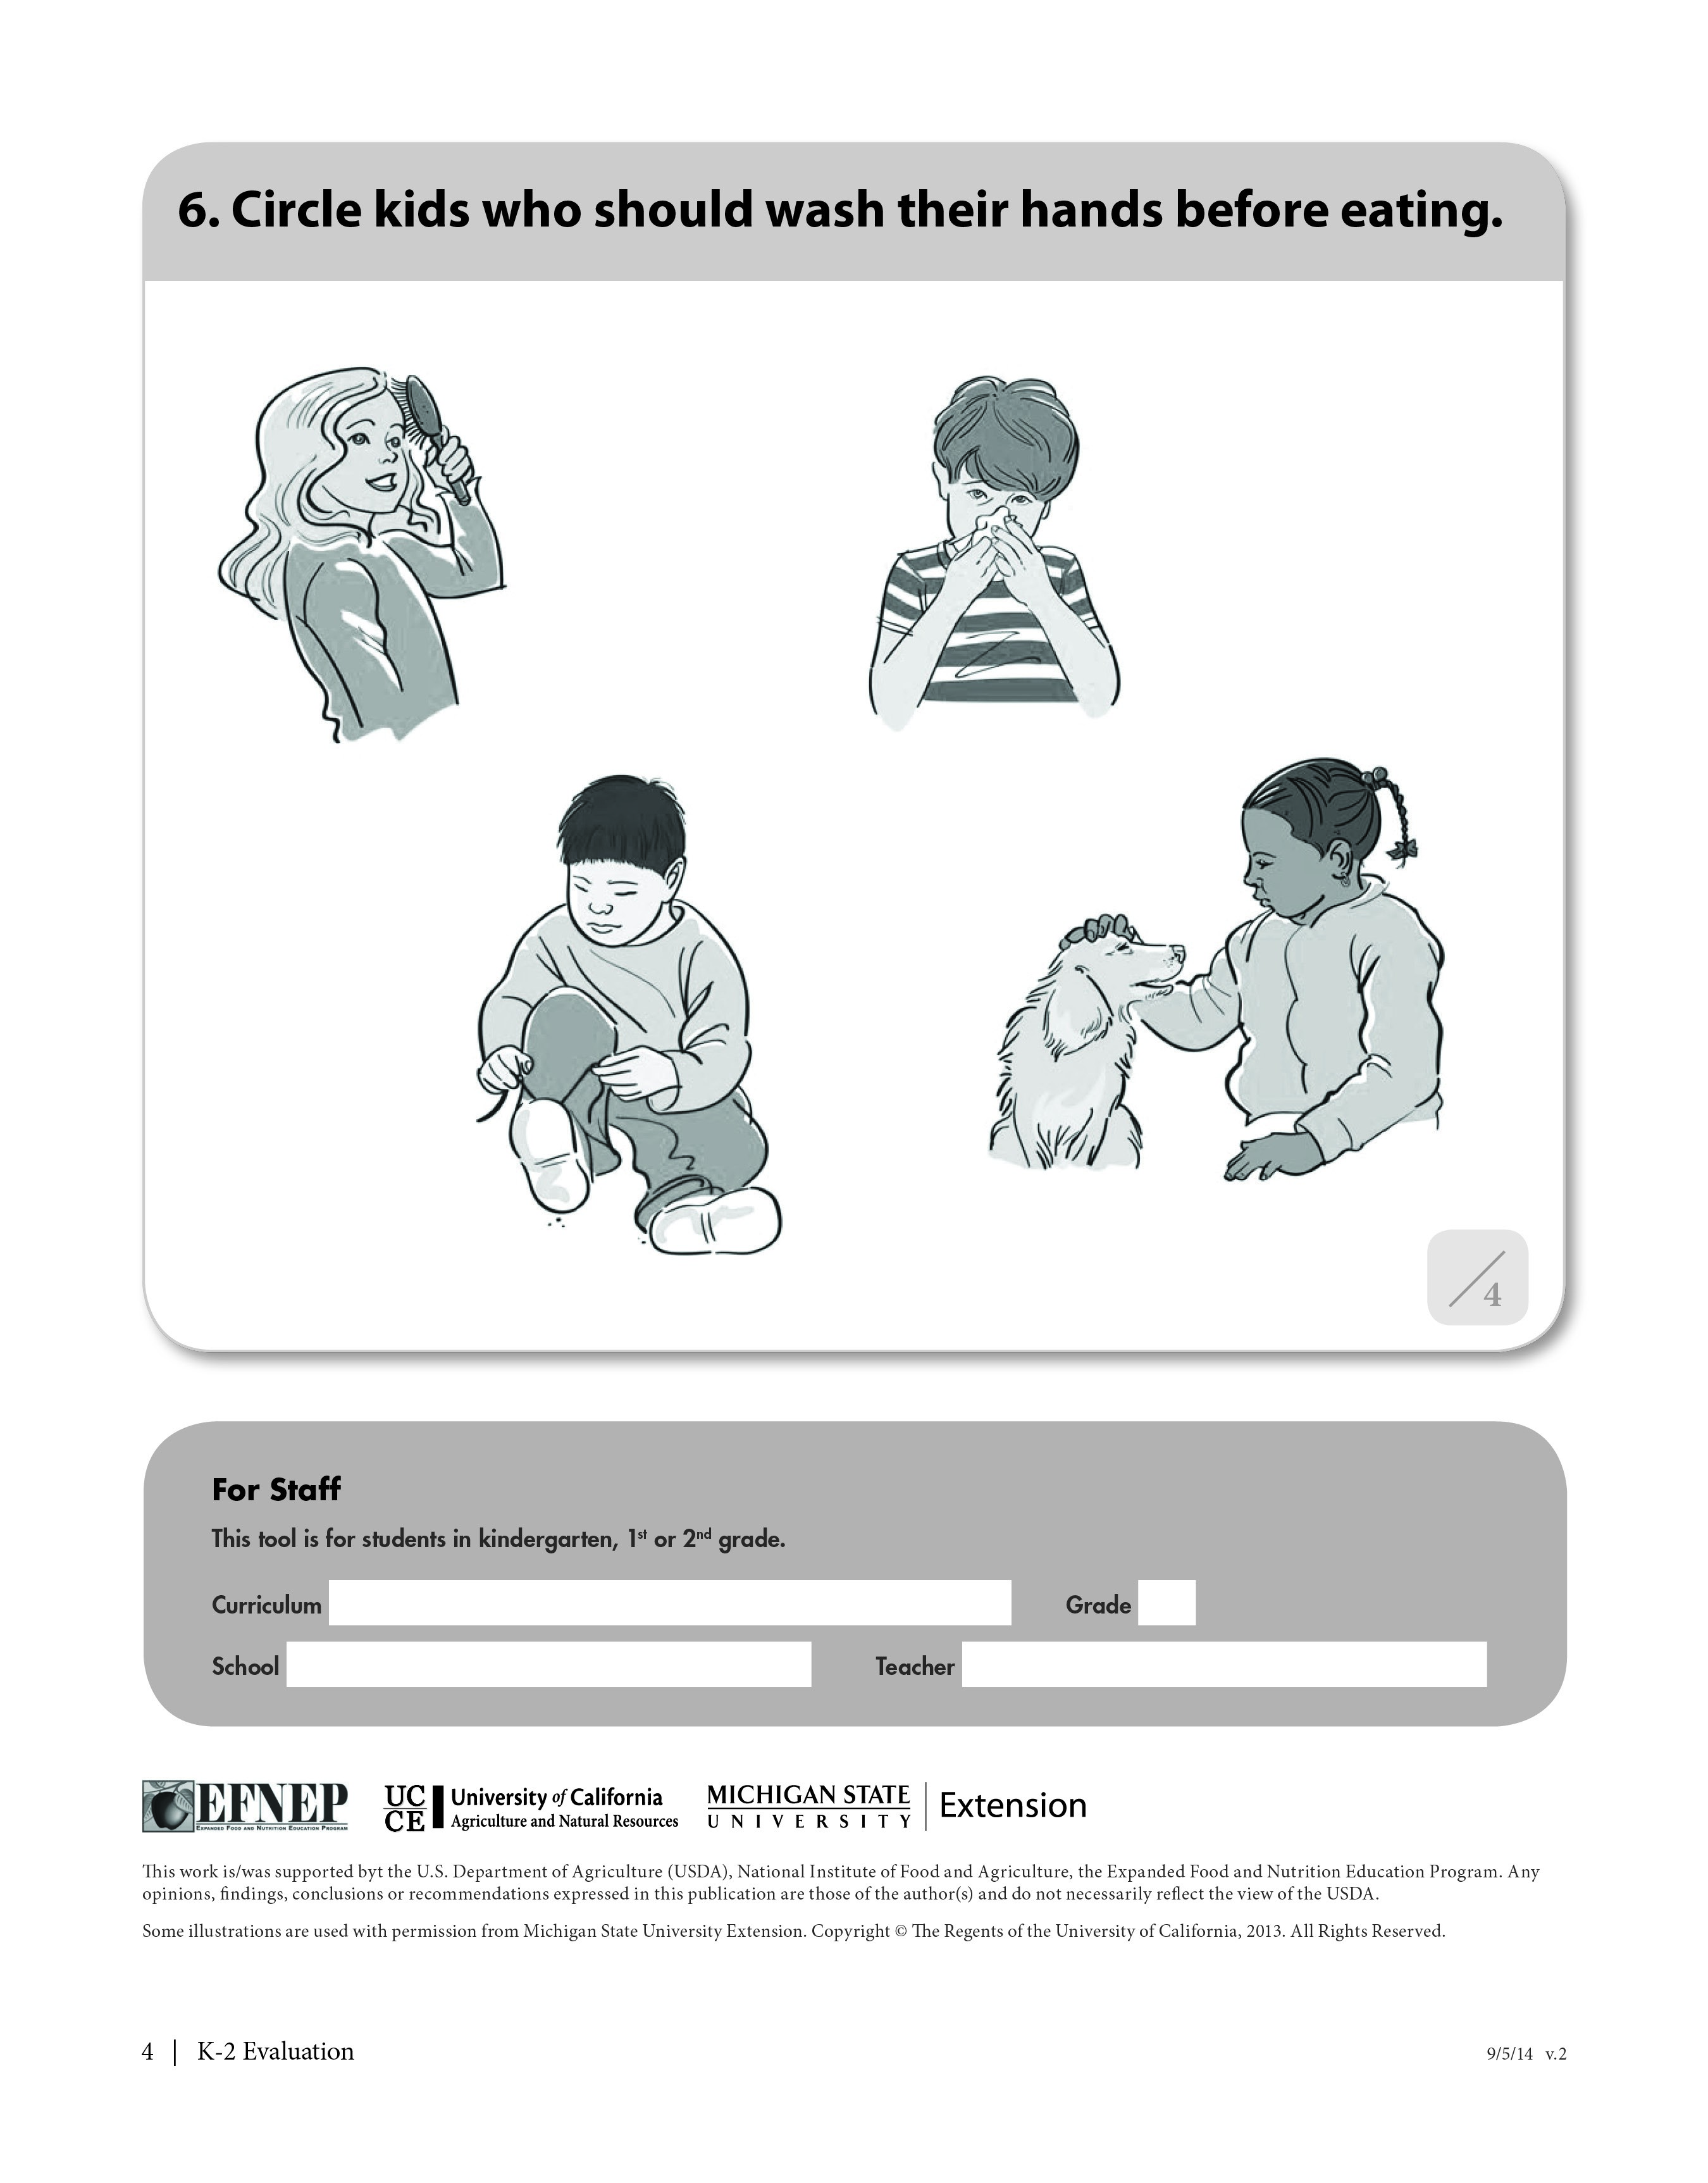 6. Circle kids who should wash their hands before eating.
/4
For Staff
This tool is for students in kindergarten, 1st or 2nd grade.
Curriculum Grade
School Teacher
EFNEP
EXPANDED FOOD AND NUTRITION EDUCATION PROGRAM
UC
CE
University of California
Agriculture and Natural Resources
MICHIGAN STATE
UNIVERSITY
Extension
This work is/was supported byt the U.S. Department of Agriculture (USDA), National Institute of Food and Agriculture, the Expanded Food and Nutrition Education Program. Any
opinions, findings, conclusions or recommendations expressed in this publication are those of the author(s) and do not necessarily reflect the view of the USDA.
Some illustrations are used with permission from Michigan State University Extension. Copyright © The Regents of the University of California, 2013. All Rights Reserved.
4 | K-2 Evaluation
9/5/14 v.2